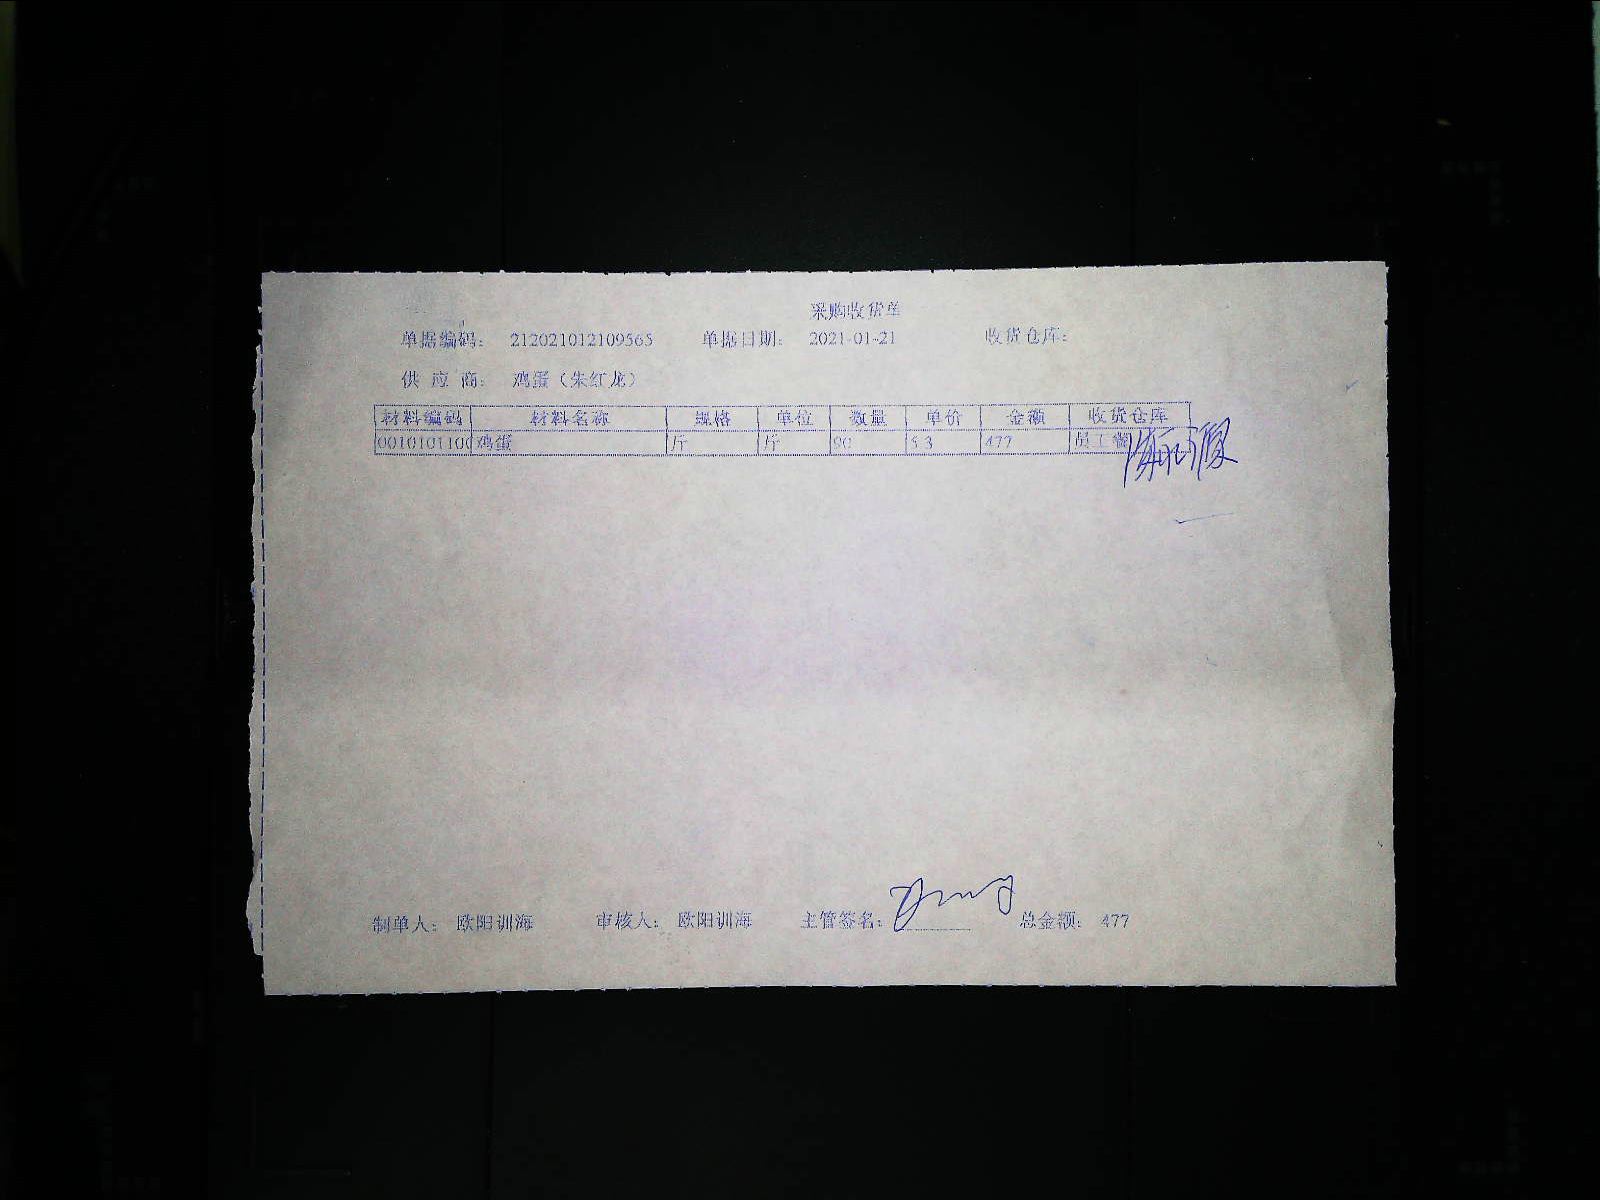 采购收货单
单据编码： 212021012109565 单据日期： 2021-01-21 收货仓库：
供 应 商： 鸡蛋（朱红龙）
材料编码 材料名称 规格 单位 数量 单价 金额 收货仓库
0010101100 鸡蛋 斤 斤 90 5.3 477 员工餐
制单人： 欧阳训海 审核人： 欧阳训海 主管签名： 总金额： 477